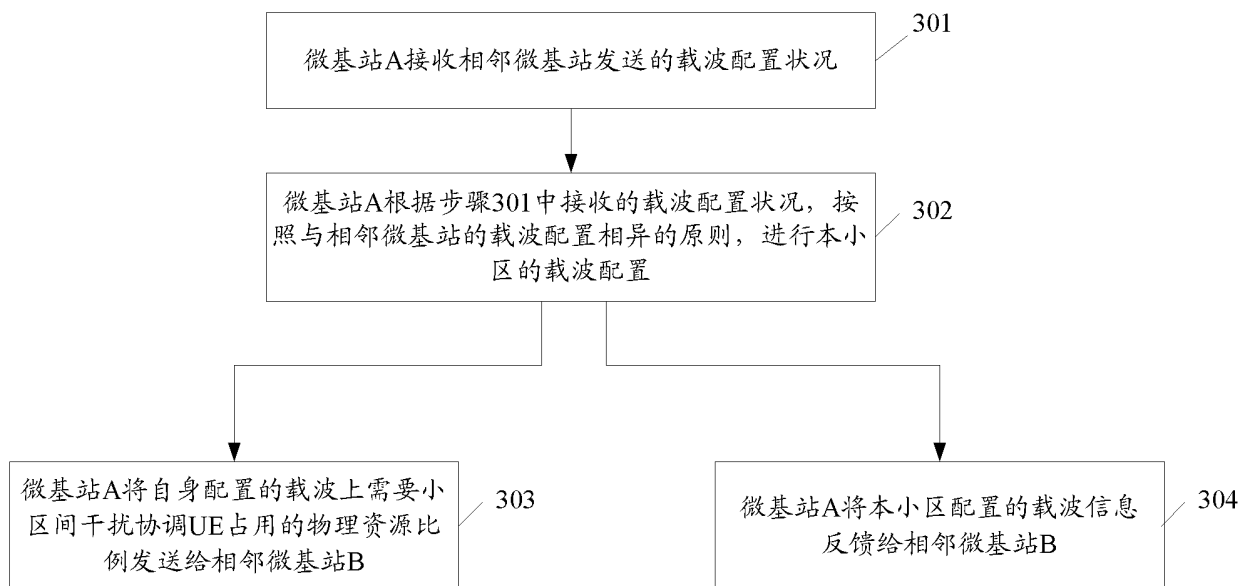 微基站A接收相邻微基站发送的载波配置状况
301
微基站A根据步骤301中接收的载波配置状况，按
照与相邻微基站的载波配置相异的原则，进行本小
区的载波配置
302
微基站A将自身配置的载波上需要小
区间干扰协调UE占用的物理资源比
例发送给相邻微基站B
303
微基站A将本小区配置的载波信息
反馈给相邻微基站B
304